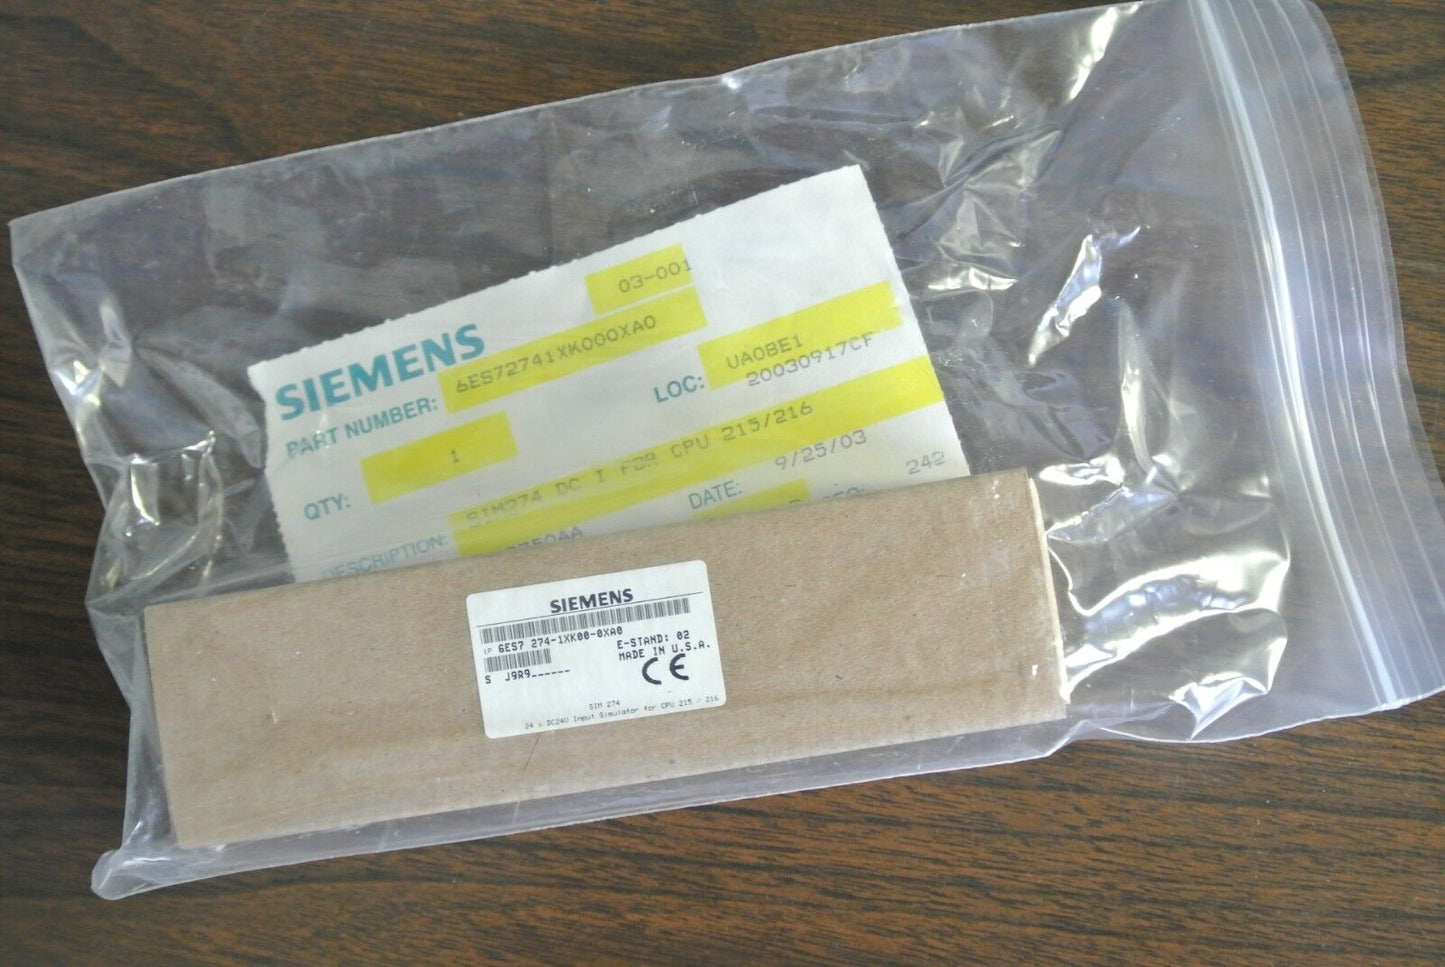 03-001
SIEMENS
PART NUMBER: 6ES72741XK000XA0
LOC: UA0BE1
20030917CF
QTY: 1
DESCRIPTION: SIM274 DC I FOR CPU 215/216
DATE: 9/25/03
242
SIEMENS
1P 6ES7 274-1XK00-0XA0
E-STAND: 02
MADE IN U.S.A.
S J9R9______
CE
SIM 274
24 x DC24V Input Simulator for CPU 215 / 216